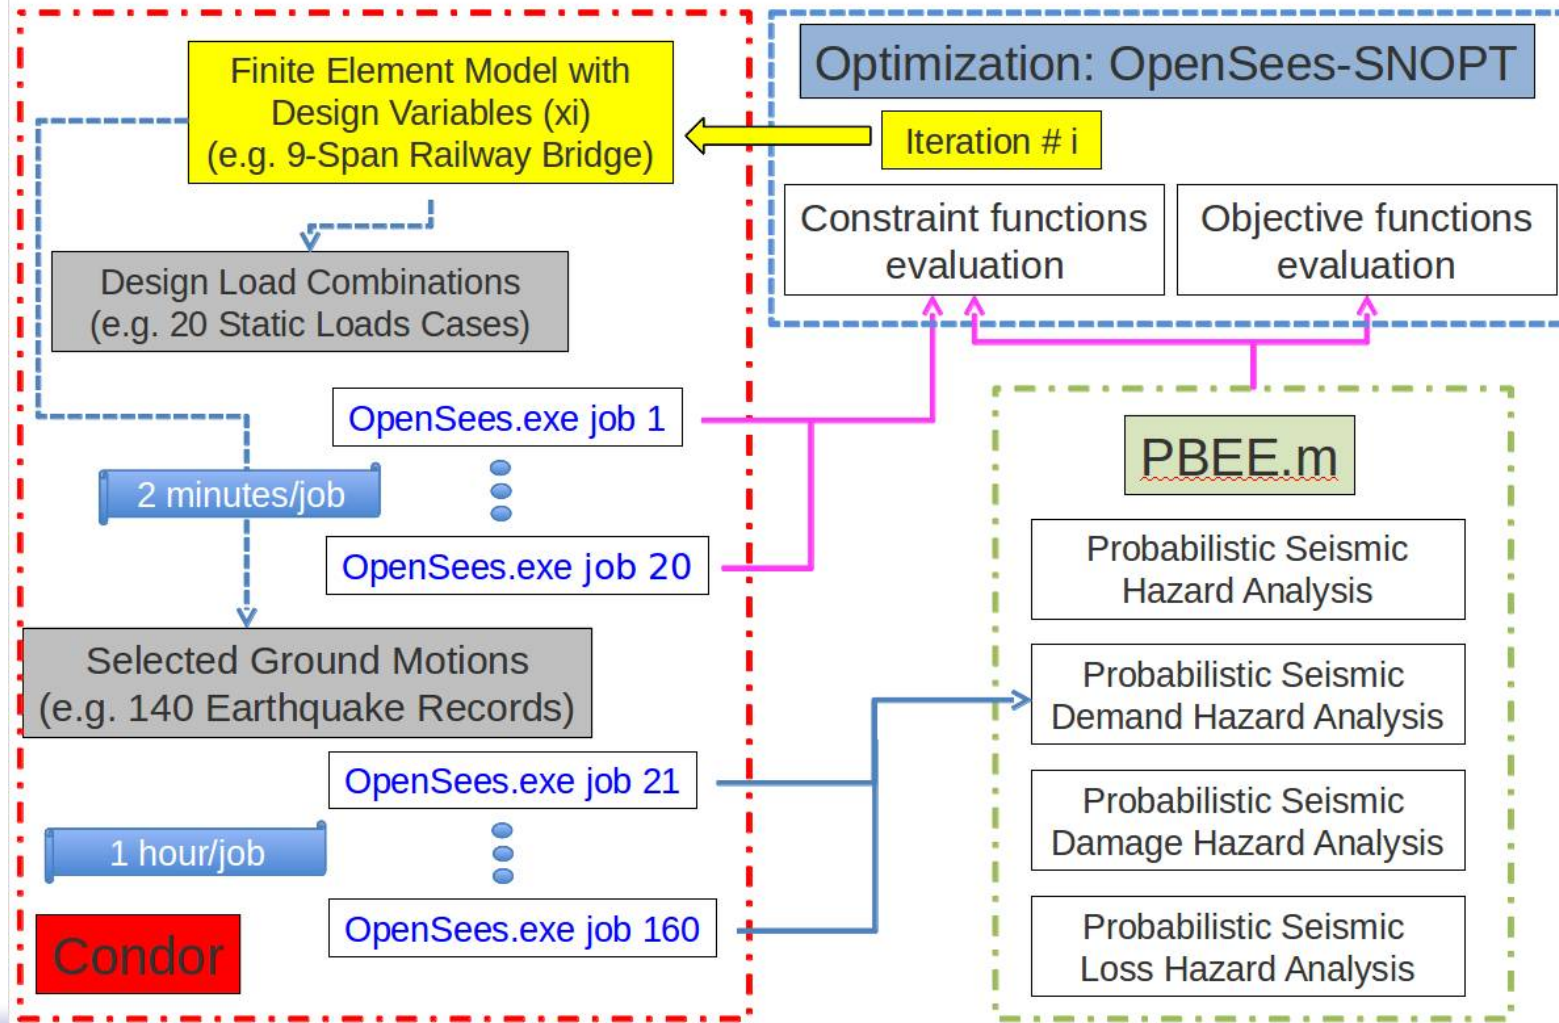 Finite Element Model with
Design Variables (xi)
(e.g. 9-Span Railway Bridge)
Design Load Combinations
(e.g. 20 Static Loads Cases)
OpenSees.exe job 1
2 minutes/job
OpenSees.exe job 20
Selected Ground Motions
(e.g. 140 Earthquake Records)
OpenSees.exe job 21
1 hour/job
OpenSees.exe job 160
Condor
Optimization: OpenSees-SNOPT
Iteration # i
Constraint functions
evaluation
Objective functions
evaluation
PBEE.m
Probabilistic Seismic
Hazard Analysis
Probabilistic Seismic
Demand Hazard Analysis
Probabilistic Seismic
Damage Hazard Analysis
Probabilistic Seismic
Loss Hazard Analysis